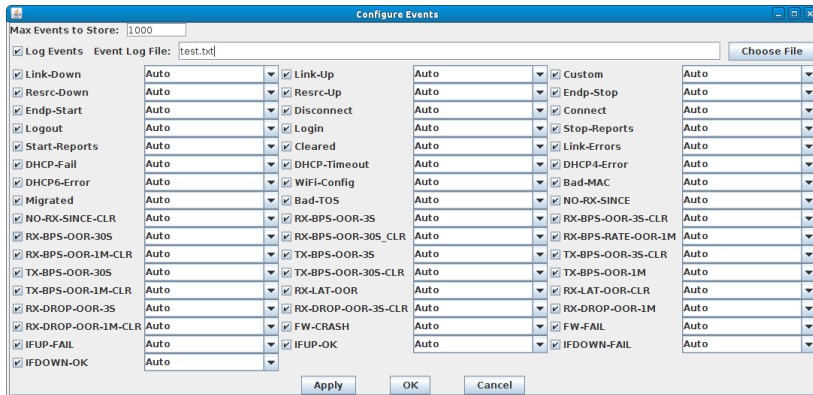 Configure Events
Max Events to Store: 1000
Log Events Event Log File: test.txt Choose File
Link-Down Auto Link-Up Auto Custom Auto
Resrc-Down Auto Resrc-Up Auto Endp-Stop Auto
Endp-Start Auto Disconnect Auto Connect Auto
Logout Auto Login Auto Stop-Reports Auto
Start-Reports Auto Cleared Auto Link-Errors Auto
DHCP-Fail Auto DHCP-Timeout Auto DHCP4-Error Auto
DHCP6-Error Auto WiFi-Config Auto Bad-MAC Auto
Migrated Auto Bad-TOS Auto NO-RX-SINCE Auto
NO-RX-SINCE-CLR Auto RX-BPS-OOR-3S Auto RX-BPS-OOR-3S-CLR Auto
RX-BPS-OOR-30S Auto RX-BPS-OOR-30S_CLR Auto RX-BPS-RATE-OOR-1M Auto
RX-BPS-OOR-1M-CLR Auto TX-BPS-OOR-3S Auto TX-BPS-OOR-3S-CLR Auto
TX-BPS-OOR-30S Auto TX-BPS-OOR-30S-CLR Auto TX-BPS-OOR-1M Auto
TX-BPS-OOR-1M-CLR Auto RX-LAT-OOR Auto RX-LAT-OOR-CLR Auto
RX-DROP-OOR-3S Auto RX-DROP-OOR-3S-CLR Auto RX-DROP-OOR-1M Auto
RX-DROP-OOR-1M-CLR Auto FW-CRASH Auto FW-FAIL Auto
IFUP-FAIL Auto IFUP-OK Auto IFDOWN-FAIL Auto
IFDOWN-OK Auto
Apply OK Cancel